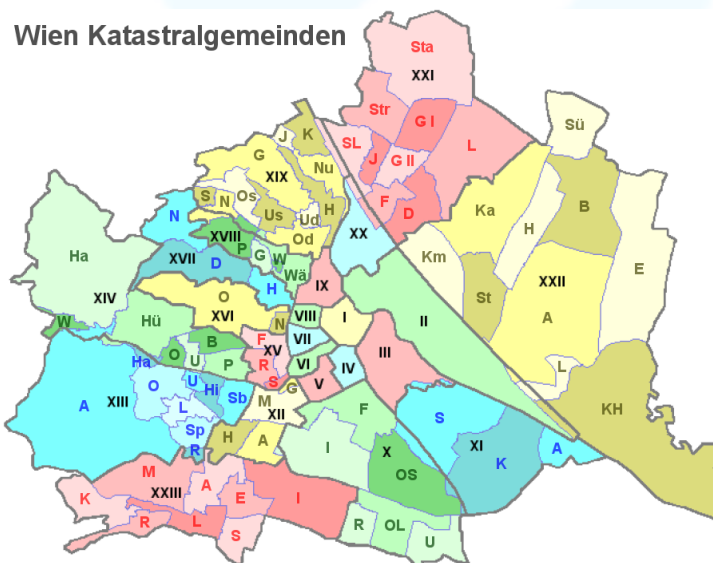 Wien Katastralgemeinden
Sta
XXI
Str
G I
SL
J
G II
L
F
D
Sü
J
K
G
Nu
XIX
S
N
Os
Us
H
Ud
Od
N
XVIII
P
G
W
Wä
XVII
D
H
XX
Ka
H
B
Km
St
XXII
A
E
L
KH
Ha
XIV
W
Hü
O
XVI
N
O
U
B
P
F
XV
R
S
IX
VIII
VII
VI
V
IV
I
II
III
Ha
O
U
Hi
Sb
A
XIII
L
Sp
R
M
G
XII
H
A
F
I
X
OS
R
OL
U
S
XI
K
A
M
K
XXIII
A
E
I
R
L
S